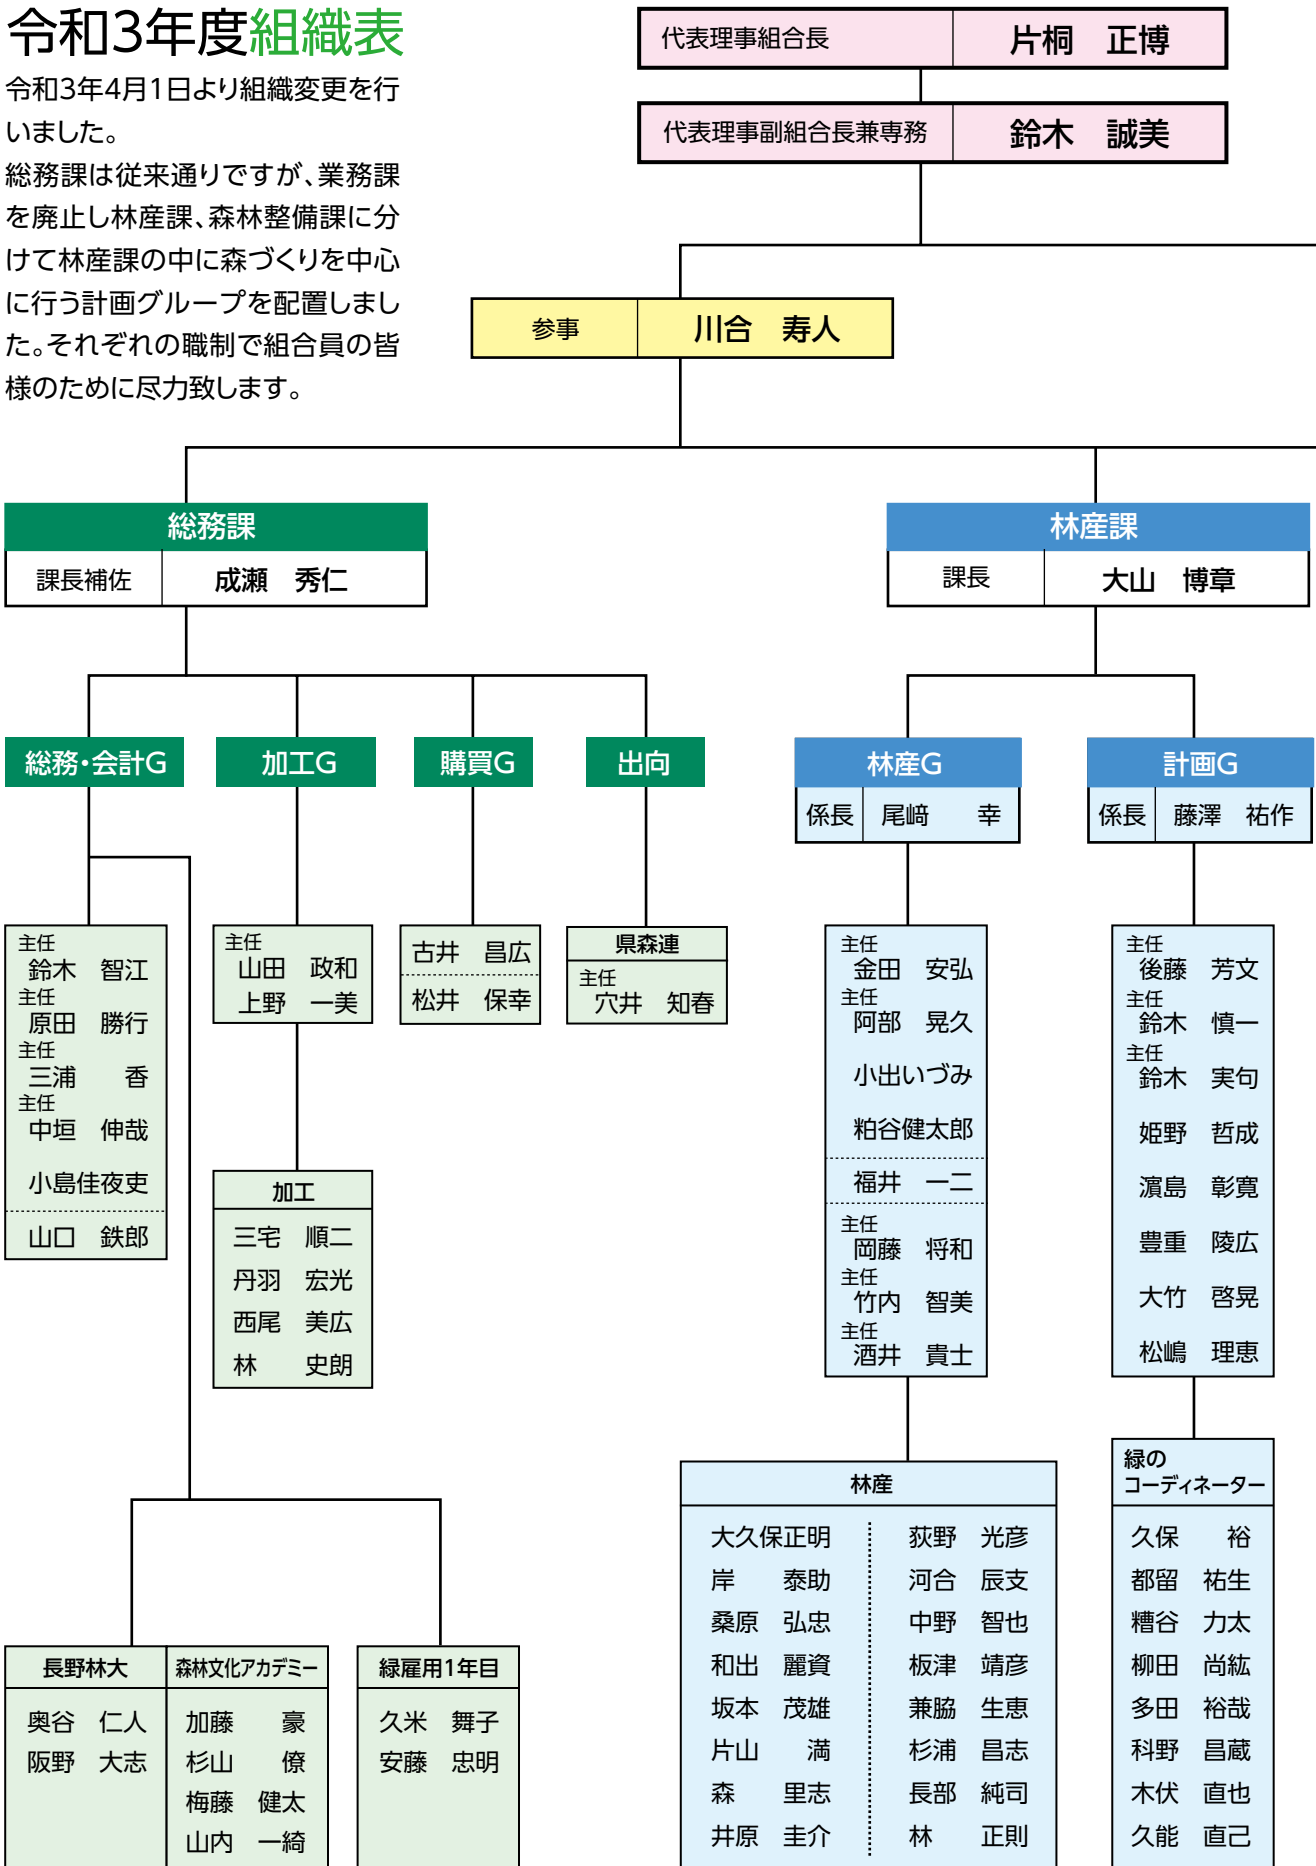 令和3年度組織表
令和3年4月1日より組織変更を行
いました。
総務課は従来通りですが、業務課
を廃止し林産課、森林整備課に分
けて林産課の中に森づくりを中心
に行う計画グループを配置しまし
た。それぞれの職制で組合員の皆
様のために尽力致します。
代表理事組合長 片桐 正博
代表理事副組合長兼専務 鈴木 誠美
参事 川合 寿人
総務課
課長補佐 成瀬 秀仁
林産課
課長 大山 博章
総務・会計G
加工G
購買G
出向
林産G
係長 尾﨑 幸
計画G
係長 藤澤 祐作
主任
鈴木 智江
主任
原田 勝行
主任
三浦 香
主任
中垣 伸哉
小島佳夜吏
山口 鉄郎
主任
山田 政和
上野 一美
加工
三宅 順二
丹羽 宏光
西尾 美広
林 史朗
古井 昌広
松井 保幸
県森連
主任
穴井 知春
主任
金田 安弘
主任
阿部 晃久
小出いづみ
粕谷健太郎
福井 一二
主任
岡藤 将和
主任
竹内 智美
主任
酒井 貴士
主任
後藤 芳文
主任
鈴木 慎一
主任
鈴木 実句
姫野 哲成
濵島 彰寛
豊重 陵広
大竹 啓晃
松嶋 理恵
長野林大
奥谷 仁人
阪野 大志
森林文化アカデミー
加藤 豪
杉山 僚
梅藤 健太
山内 一綺
緑雇用1年目
久米 舞子
安藤 忠明
林産
大久保正明
岸 泰助
桑原 弘忠
和出 麗資
坂本 茂雄
片山 満
森 里志
井原 圭介
荻野 光彦
河合 辰支
中野 智也
板津 靖彦
兼脇 生恵
杉浦 昌志
長部 純司
林 正則
緑の
コーディネーター
久保 裕
都留 祐生
糟谷 力太
柳田 尚紘
多田 裕哉
科野 昌蔵
木伏 直也
久能 直己